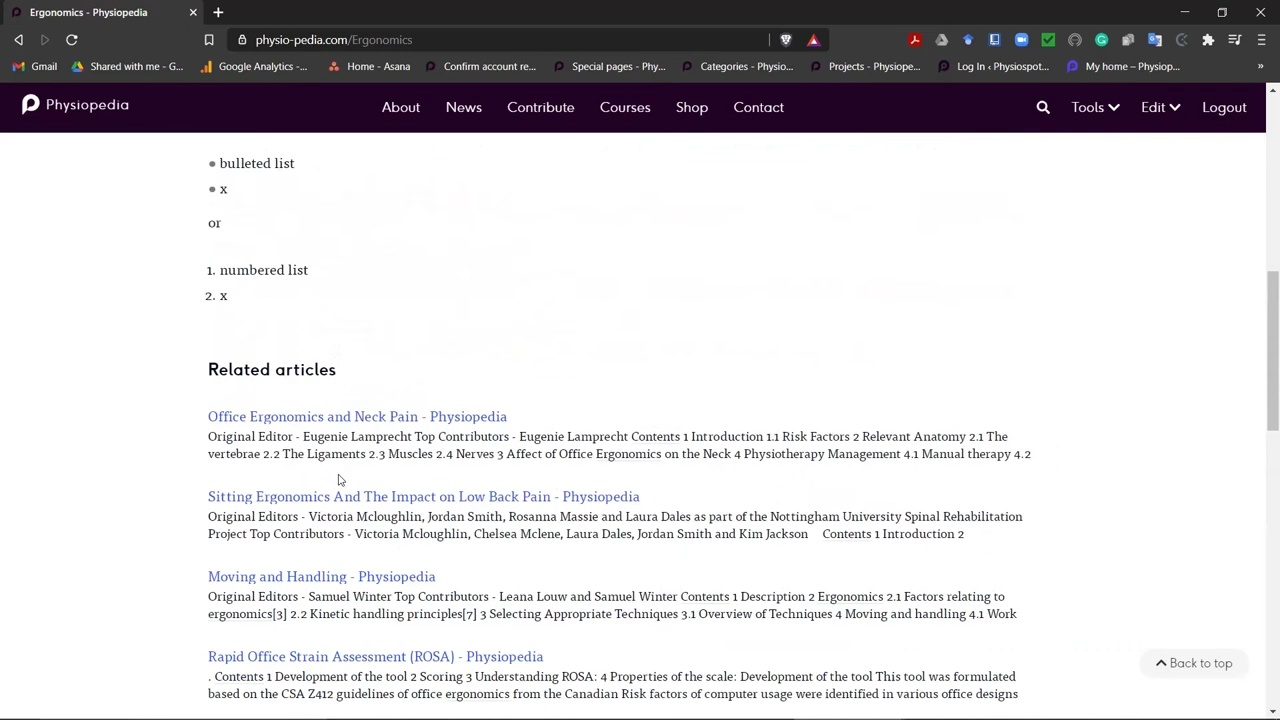 Ergonomics - Physiopedia
physio-pedia.com/Ergonomics
Gmail Shared with me - G... Google Analytics -... Home - Asana Confirm account re... Special pages - Phy... Categories - Physio... Projects - Physiope... Log In ‹ Physiospot... My home – Physiop... »
Physiopedia About News Contribute Courses Shop Contact Tools Edit Logout
● bulleted list
● x
or
1. numbered list
2. x
Related articles
Office Ergonomics and Neck Pain - Physiopedia
Original Editor - Eugenie Lamprecht Top Contributors - Eugenie Lamprecht Contents 1 Introduction 1.1 Risk Factors 2 Relevant Anatomy 2.1 The
vertebrae 2.2 The Ligaments 2.3 Muscles 2.4 Nerves 3 Affect of Office Ergonomics on the Neck 4 Physiotherapy Management 4.1 Manual therapy 4.2
Sitting Ergonomics And The Impact on Low Back Pain - Physiopedia
Original Editors - Victoria Mcloughlin, Jordan Smith, Rosanna Massie and Laura Dales as part of the Nottingham University Spinal Rehabilitation
Project Top Contributors - Victoria Mcloughlin, Chelsea Mclene, Laura Dales, Jordan Smith and Kim Jackson Contents 1 Introduction 2
Moving and Handling - Physiopedia
Original Editors - Samuel Winter Top Contributors - Leana Louw and Samuel Winter Contents 1 Description 2 Ergonomics 2.1 Factors relating to
ergonomics[3] 2.2 Kinetic handling principles[7] 3 Selecting Appropriate Techniques 3.1 Overview of Techniques 4 Moving and handling 4.1 Work
Back to top
Rapid Office Strain Assessment (ROSA) - Physiopedia
. Contents 1 Development of the tool 2 Scoring 3 Understanding ROSA: 4 Properties of the scale: Development of the tool This tool was formulated
based on the CSA Z412 guidelines of office ergonomics from the Canadian Risk factors of computer usage were identified in various office designs